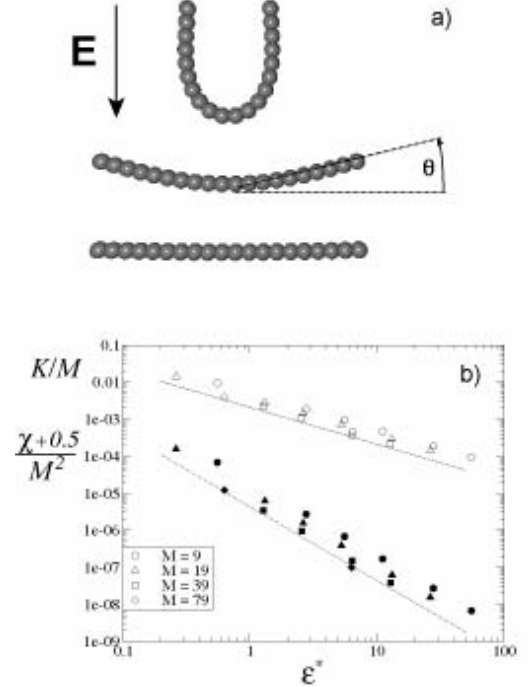 a)
E
θ
b)
K/M
χ+0.5
M²
0.1
0.01
1e-03
1e-04
1e-05
1e-06
1e-07
1e-08
1e-09
M = 9
M = 19
M = 39
M = 79
0.1
1
10
100
ε*